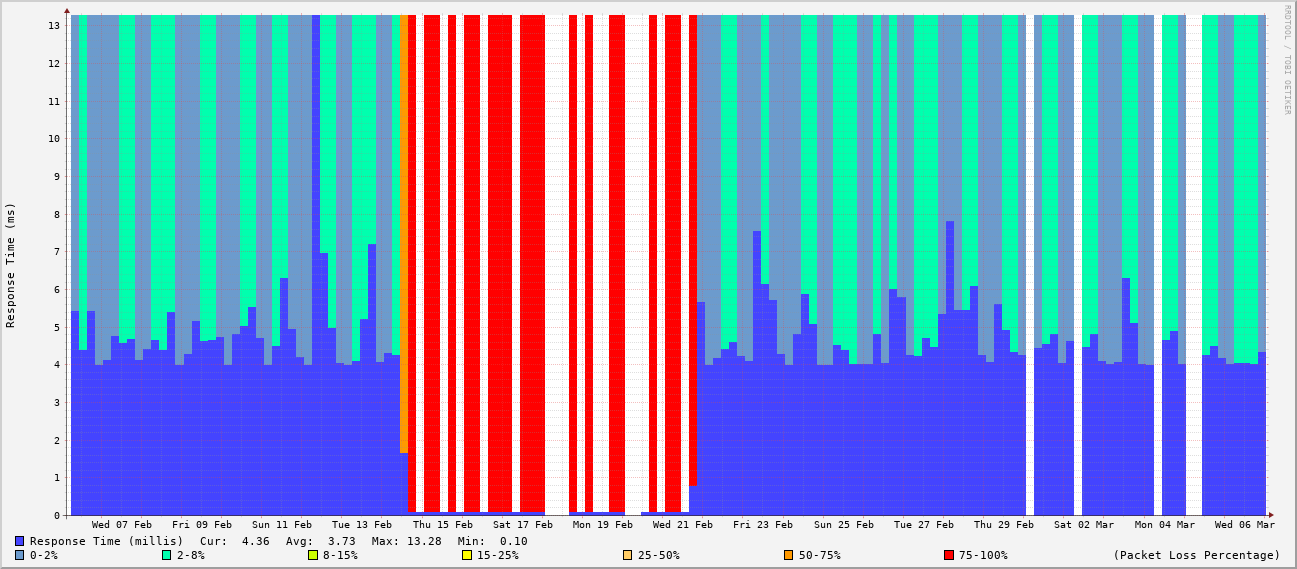 RRDTOOL / TOBI OETIKER
Response Time (ms)
13
12
11
10
9
8
7
6
5
4
3
2
1
0
Wed 07 Feb Fri 09 Feb Sun 11 Feb Tue 13 Feb Thu 15 Feb Sat 17 Feb Mon 19 Feb Wed 21 Feb Fri 23 Feb Sun 25 Feb Tue 27 Feb Thu 29 Feb Sat 02 Mar Mon 04 Mar Wed 06 Mar
Response Time (millis) Cur: 4.36 Avg: 3.73 Max: 13.28 Min: 0.10
0-2% 2-8% 8-15% 15-25% 25-50% 50-75% 75-100% (Packet Loss Percentage)